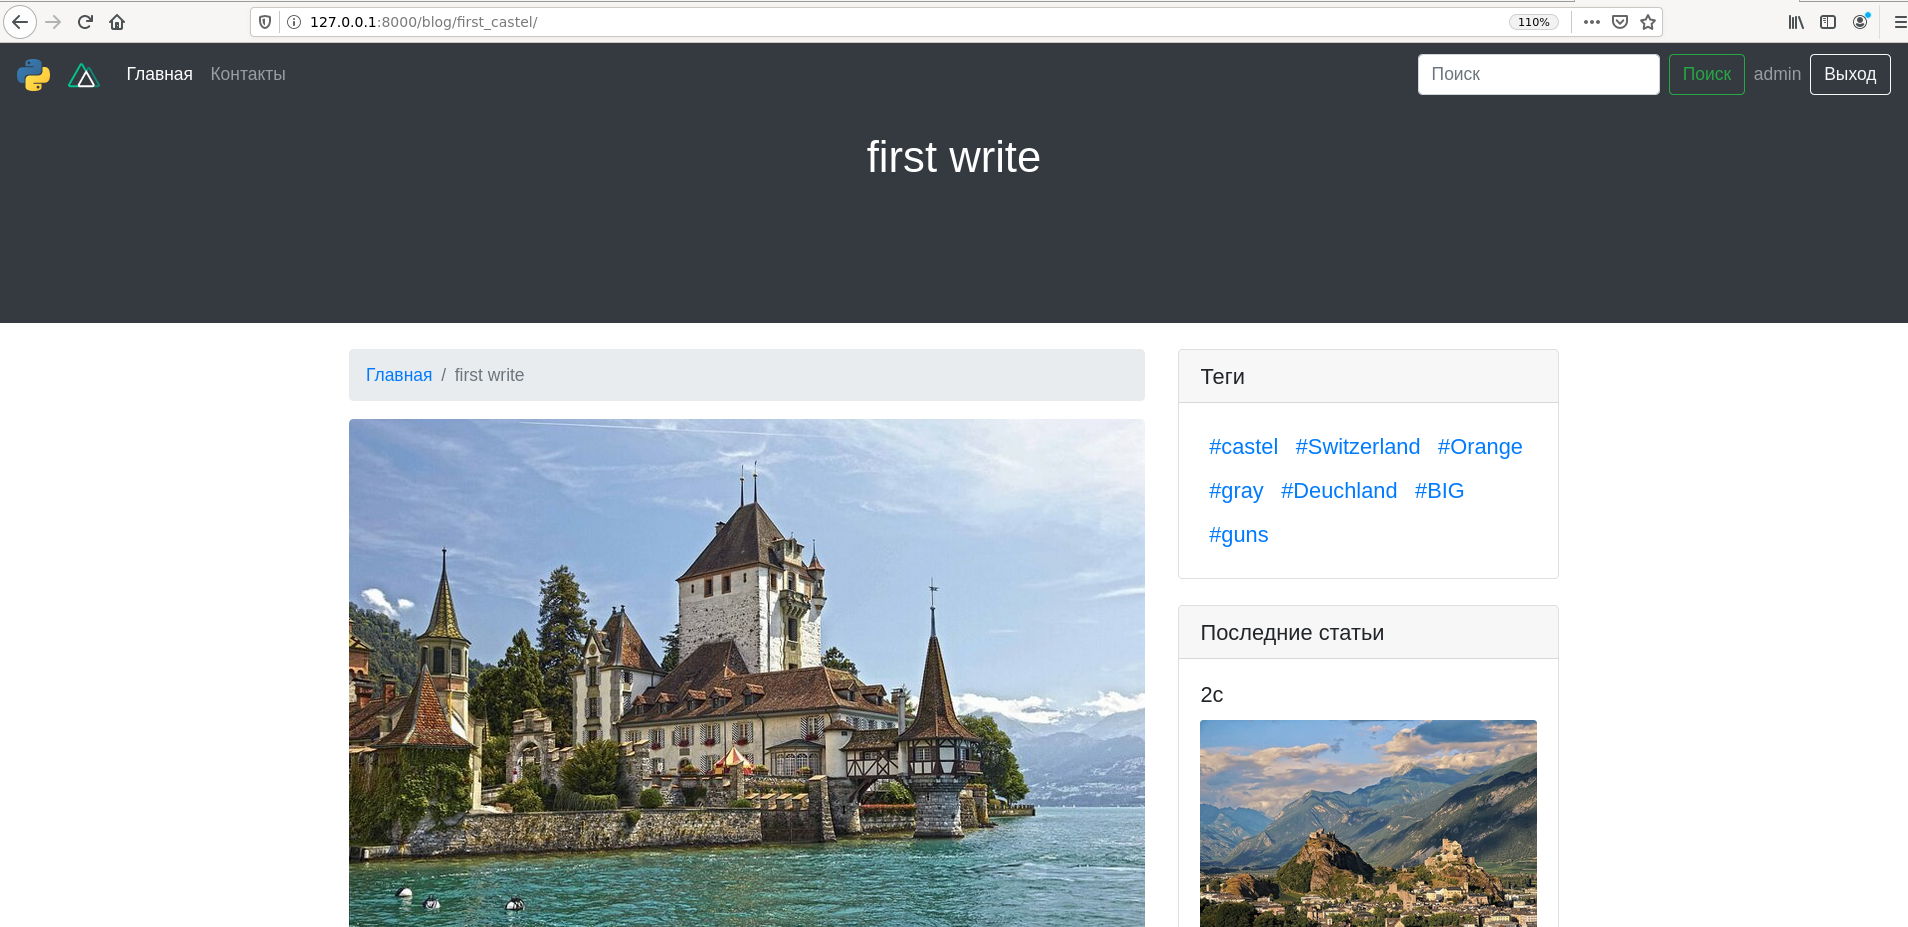 127.0.0.1:8000/blog/first_castel/ 110%
Главная Контакты Поиск Поиск admin Выход
first write
Главная / first write
Теги
#castel #Switzerland #Orange
#gray #Deuchland #BIG
#guns
Последние статьи
2c